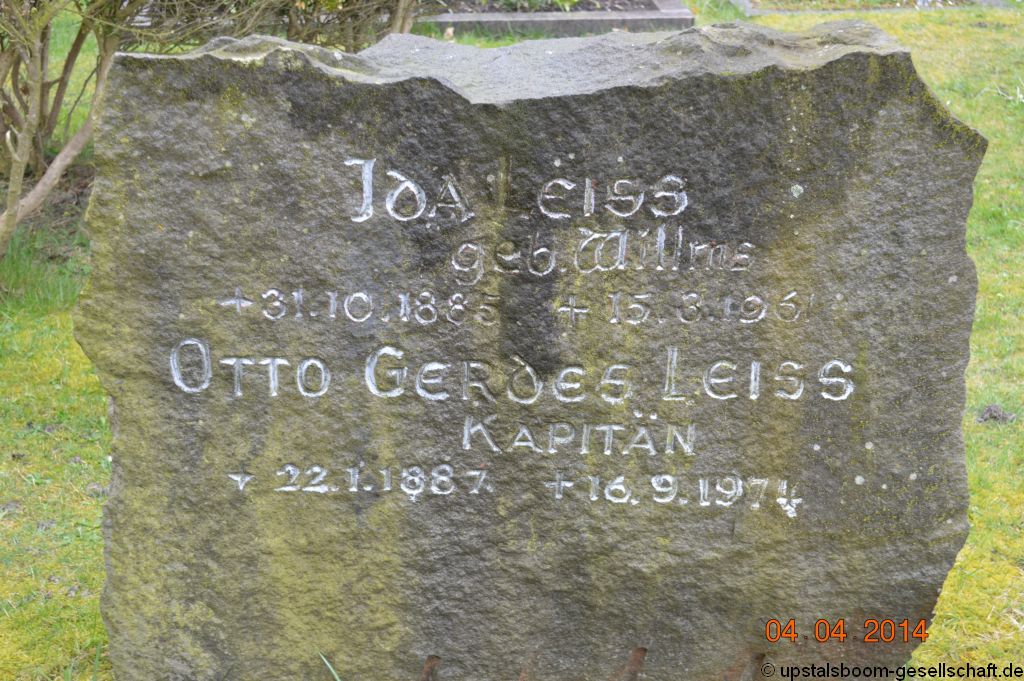 Ida Leiss
geb. Willms
* 31.10.1885 + 15.3.1961
Otto Gerdes Leiss
Kapitän
* 22.1.1887 + 16.9.1974
04.04.2014
© upstalsboom-gesellschaft.de